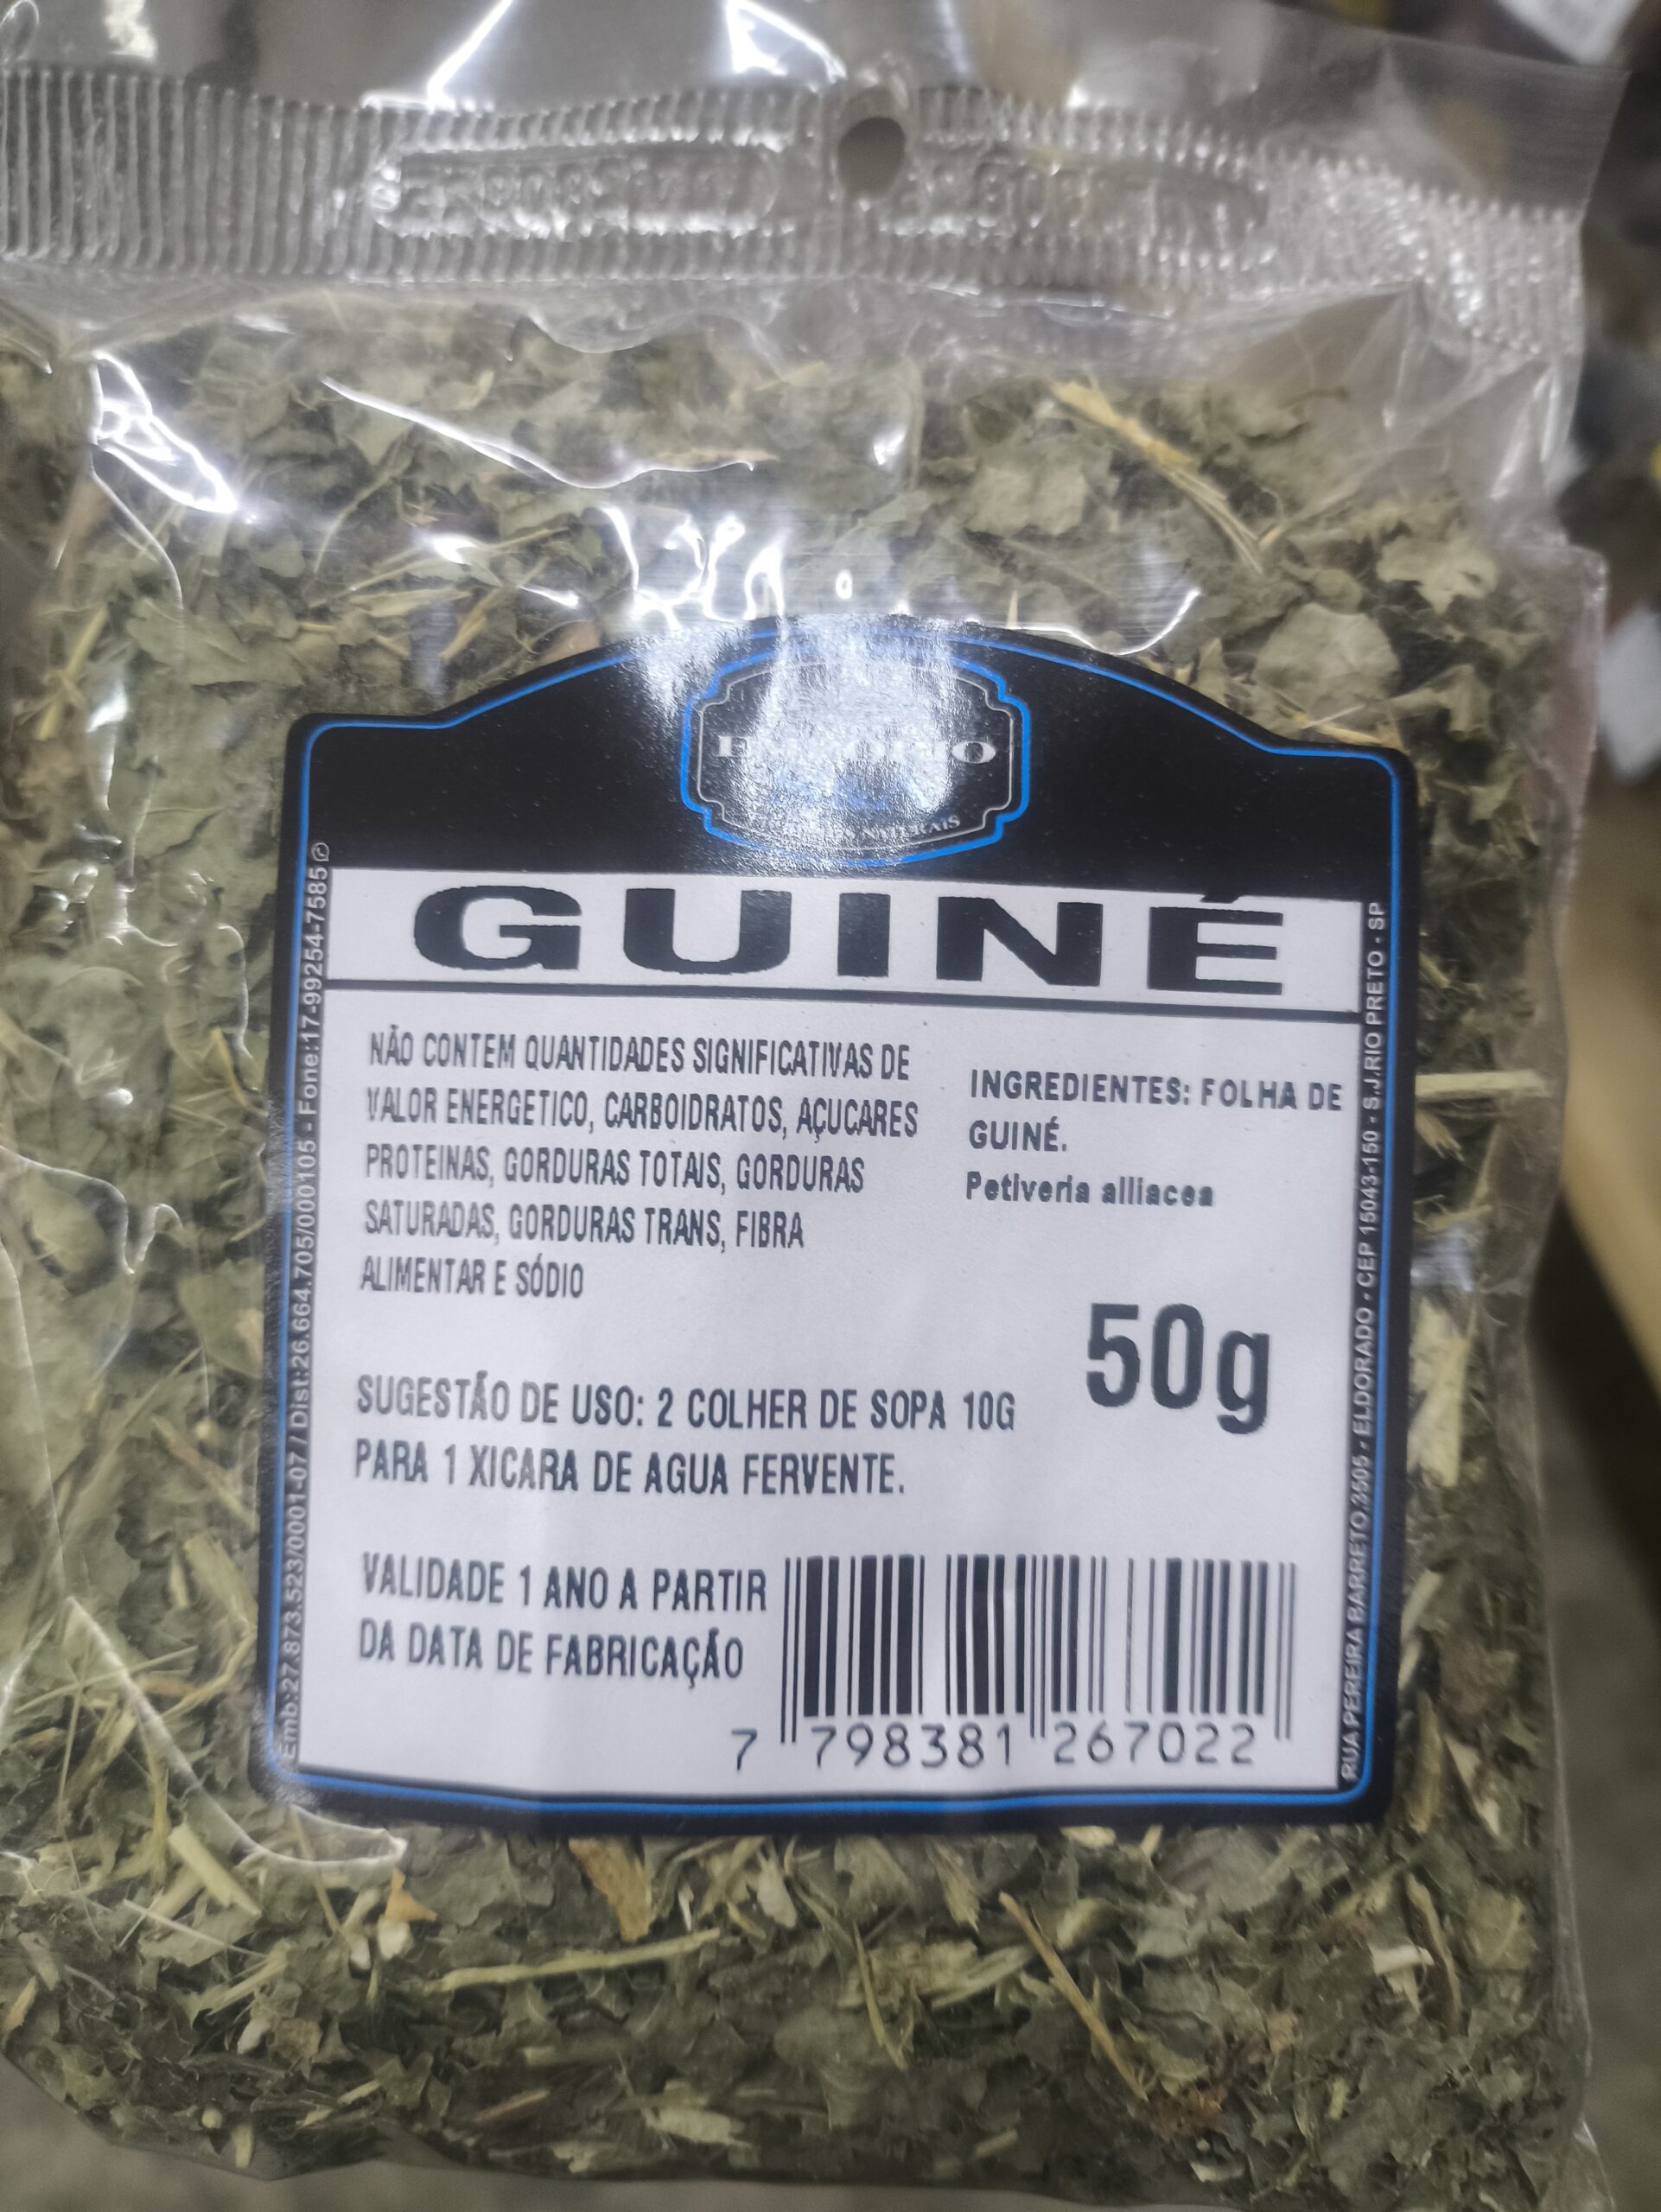 NATURAIS
GUINÉ
NÃO CONTEM QUANTIDADES SIGNIFICATIVAS DE
VALOR ENERGETICO, CARBOIDRATOS, AÇUCARES
PROTEINAS, GORDURAS TOTAIS, GORDURAS
SATURADAS, GORDURAS TRANS, FIBRA
ALIMENTAR E SÓDIO
INGREDIENTES: FOLHA DE
GUINÉ.
Petiveria alliacea
50g
SUGESTÃO DE USO: 2 COLHER DE SOPA 10G
PARA 1 XICARA DE AGUA FERVENTE.
VALIDADE 1 ANO A PARTIR
DA DATA DE FABRICAÇÃO
7 798381 267022
Emb:27.873.523/0001-07 / Dist:26.664.705/000105 - Fone:17-99254-7585
RUA PEREIRA BARRETO,3505 - ELDORADO - CEP 15043-150 - S.J.RIO PRETO - SP